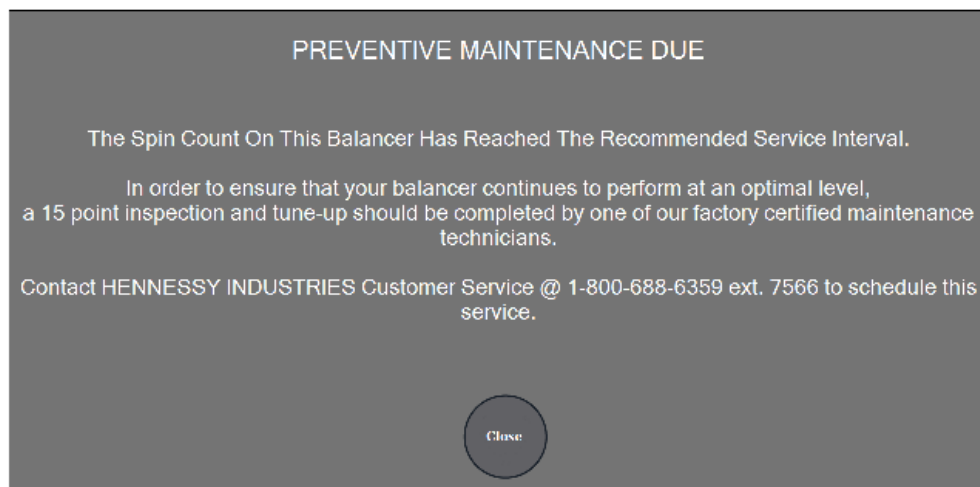 PREVENTIVE MAINTENANCE DUE
The Spin Count On This Balancer Has Reached The Recommended Service Interval.
In order to ensure that your balancer continues to perform at an optimal level,
a 15 point inspection and tune-up should be completed by one of our factory certified maintenance
technicians.
Contact HENNESSY INDUSTRIES Customer Service @ 1-800-688-6359 ext. 7566 to schedule this
service.
Close